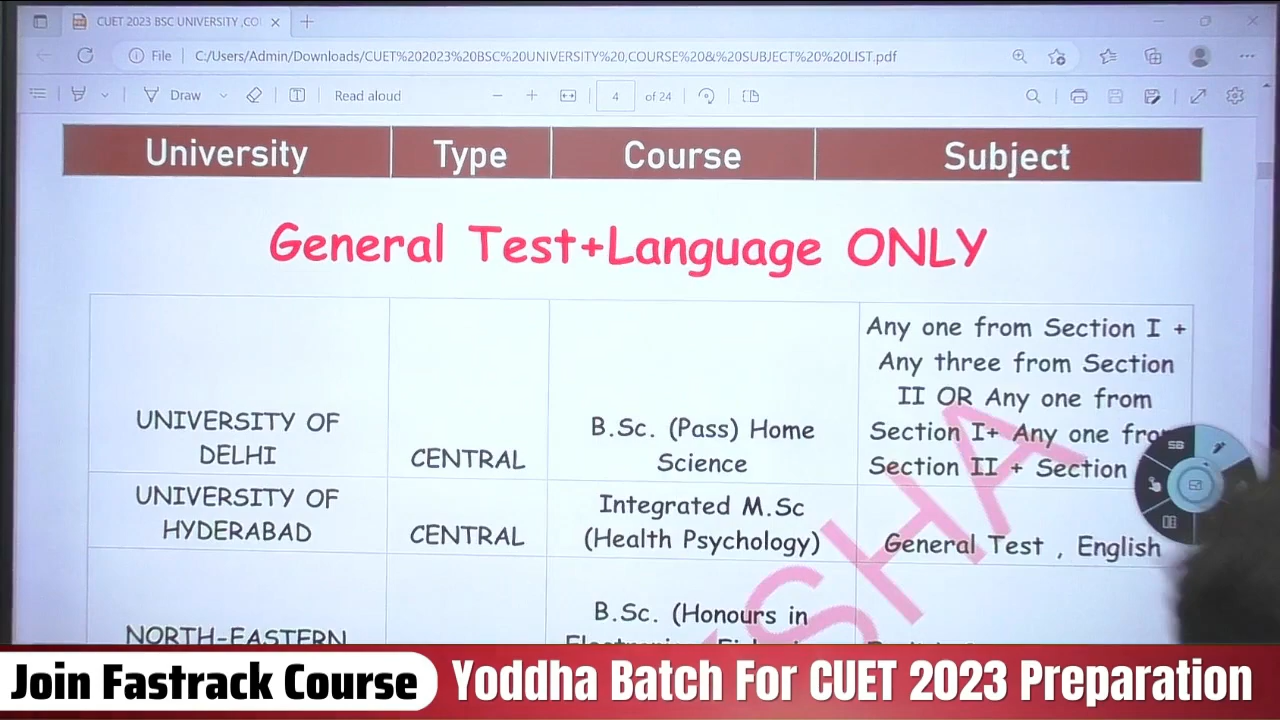 CUET 2023 BSC UNIVERSITY ,CO
File
C:/Users/Admin/Downloads/CUET%202023%20BSC%20UNIVERSITY%20,COURSE%20&%20SUBJECT%20%20LIST.pdf
Draw
Read aloud
4
of 24
University Type Course Subject
General Test+Language ONLY
UNIVERSITY OF
DELHI
CENTRAL
B.Sc. (Pass) Home
Science
Any one from Section I +
Any three from Section
II OR Any one from
Section I+ Any one fro
Section II + Section
UNIVERSITY OF
HYDERABAD
CENTRAL
Integrated M.Sc
(Health Psychology)
General Test , English
NORTH-EASTERN
B.Sc. (Honours in
SHA
SB
Join Fastrack Course
Yoddha Batch For CUET 2023 Preparation